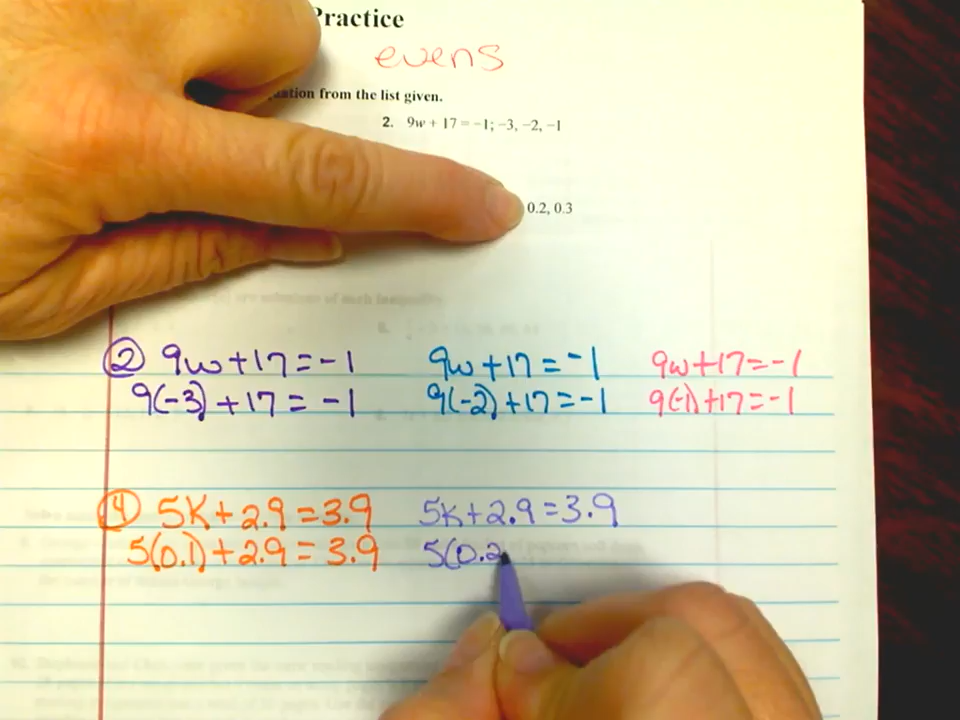 Practice
evens
equation from the list given.
2. 9w + 17 = −1; −3, −2, −1
0.2, 0.3
② 9w+17=-1 9w+17=-1 9w+17=-1
9(-3)+17=-1 9(-2)+17=-1 9(-1)+17=-1
④ 5K+2.9=3.9 5K+2.9=3.9
5(0.1)+2.9=3.9 5(0.2